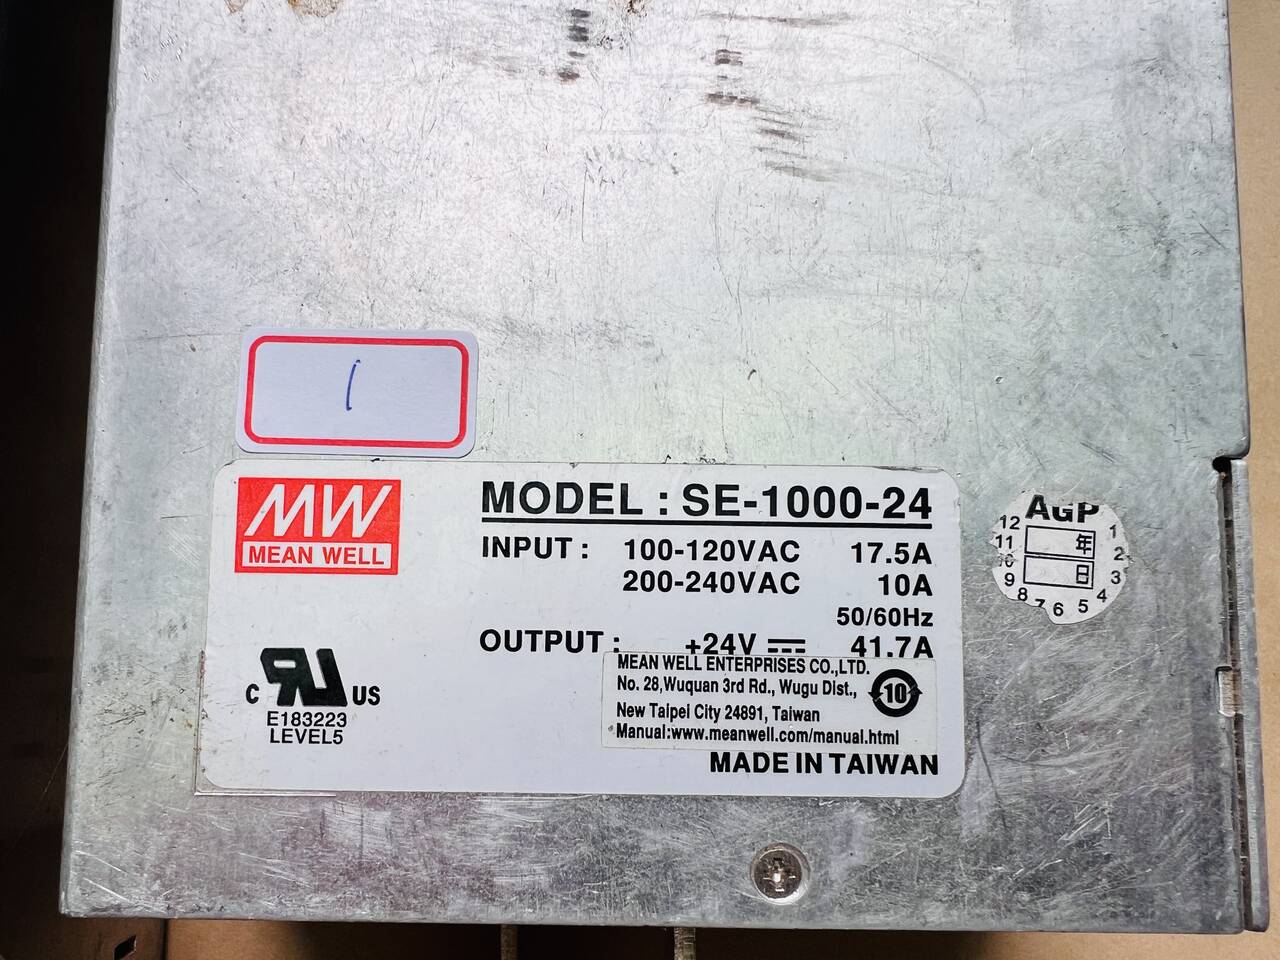 1
MW
MEAN WELL
MODEL : SE-1000-24
INPUT : 100-120VAC 17.5A
200-240VAC 10A
50/60Hz
OUTPUT : +24V 41.7A
MEAN WELL ENTERPRISES CO.,LTD.
No. 28,Wuquan 3rd Rd., Wugu Dist.,
New Taipei City 24891, Taiwan
Manual:www.meanwell.com/manual.html
10
MADE IN TAIWAN
C RU US
E183223
LEVEL5
AGP
年
日
12 1
11 2
10 3
9 4
8 7 6 5